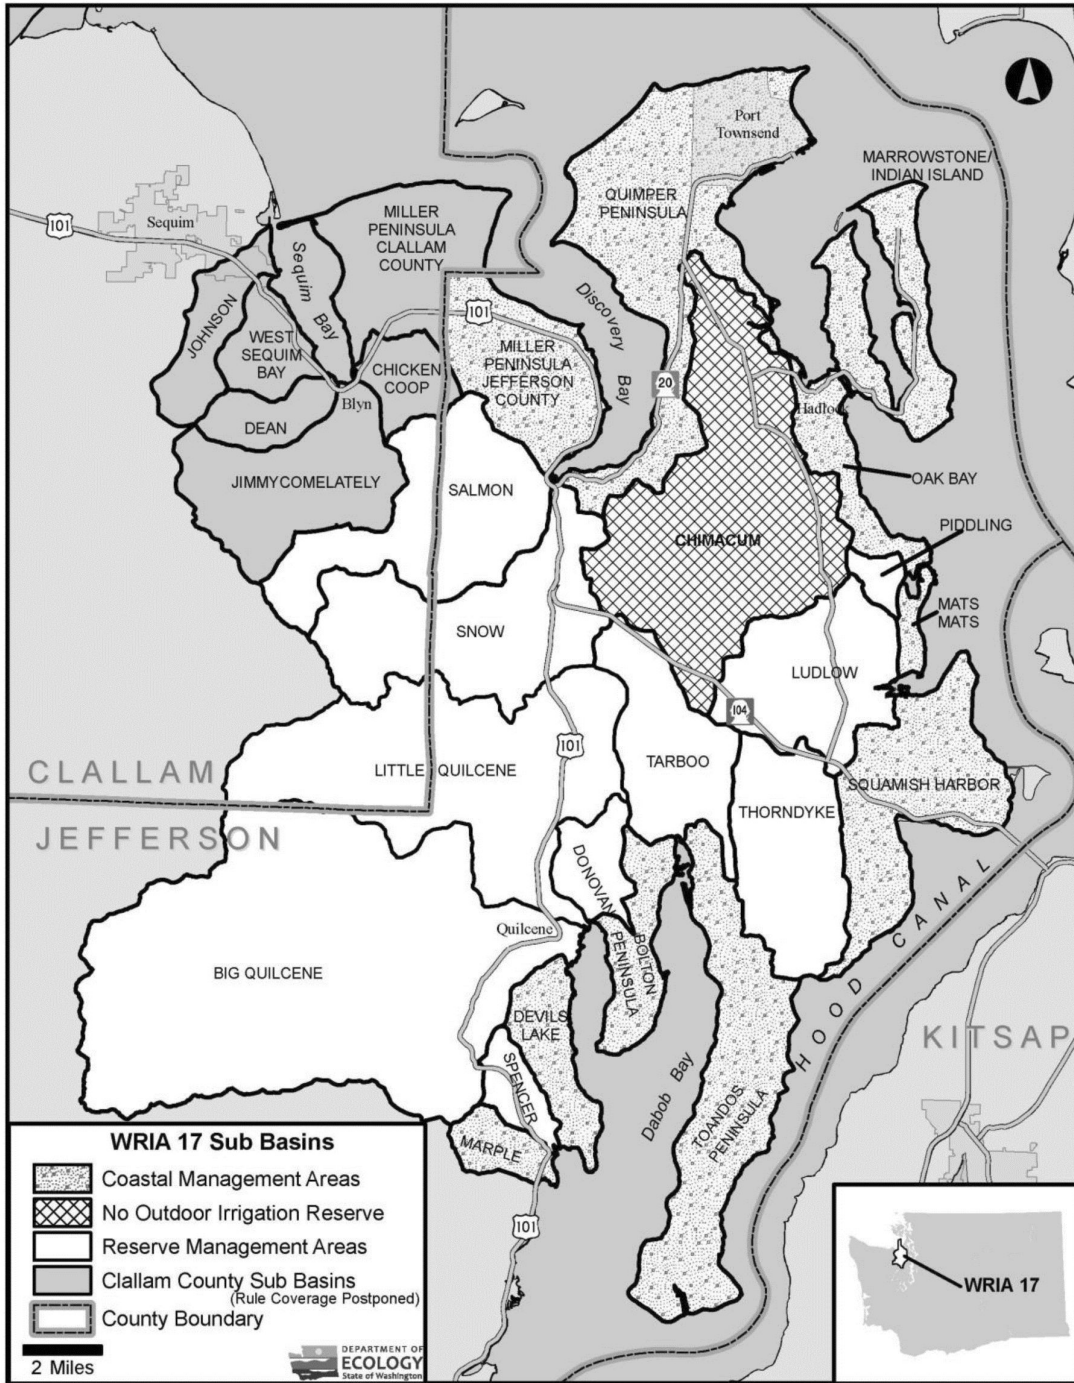 Port
Townsend
MARROWSTONE/
INDIAN ISLAND
QUIMPER
PENINSULA
101
Sequim
MILLER
PENINSULA
CLALLAM
COUNTY
Sequim Bay
Discovery Bay
JOHNSON
WEST
SEQUIM
BAY
101
MILLER
PENINSULA
JEFFERSON
COUNTY
CHICKEN
COOP
20
Blyn
Hadlock
DEAN
JIMMYCOMELATELY
SALMON
OAK BAY
PIDDLING
CHIMACUM
MATS
MATS
SNOW
LUDLOW
104
101
CLALLAM
LITTLE QUILCENE
TARBOO
SQUAMISH HARBOR
JEFFERSON
THORNDYKE
DONOVAN
Quilcene
BOLTON
PENINSULA
HOOD CANAL
BIG QUILCENE
DEVILS
LAKE
KITSAP
SPENCER
Dabob Bay
TOANDOS
PENINSULA
MARPLE
101
WRIA 17 Sub Basins
Coastal Management Areas
No Outdoor Irrigation Reserve
Reserve Management Areas
Clallam County Sub Basins
(Rule Coverage Postponed)
County Boundary
2 Miles
DEPARTMENT OF
ECOLOGY
State of Washington
WRIA 17